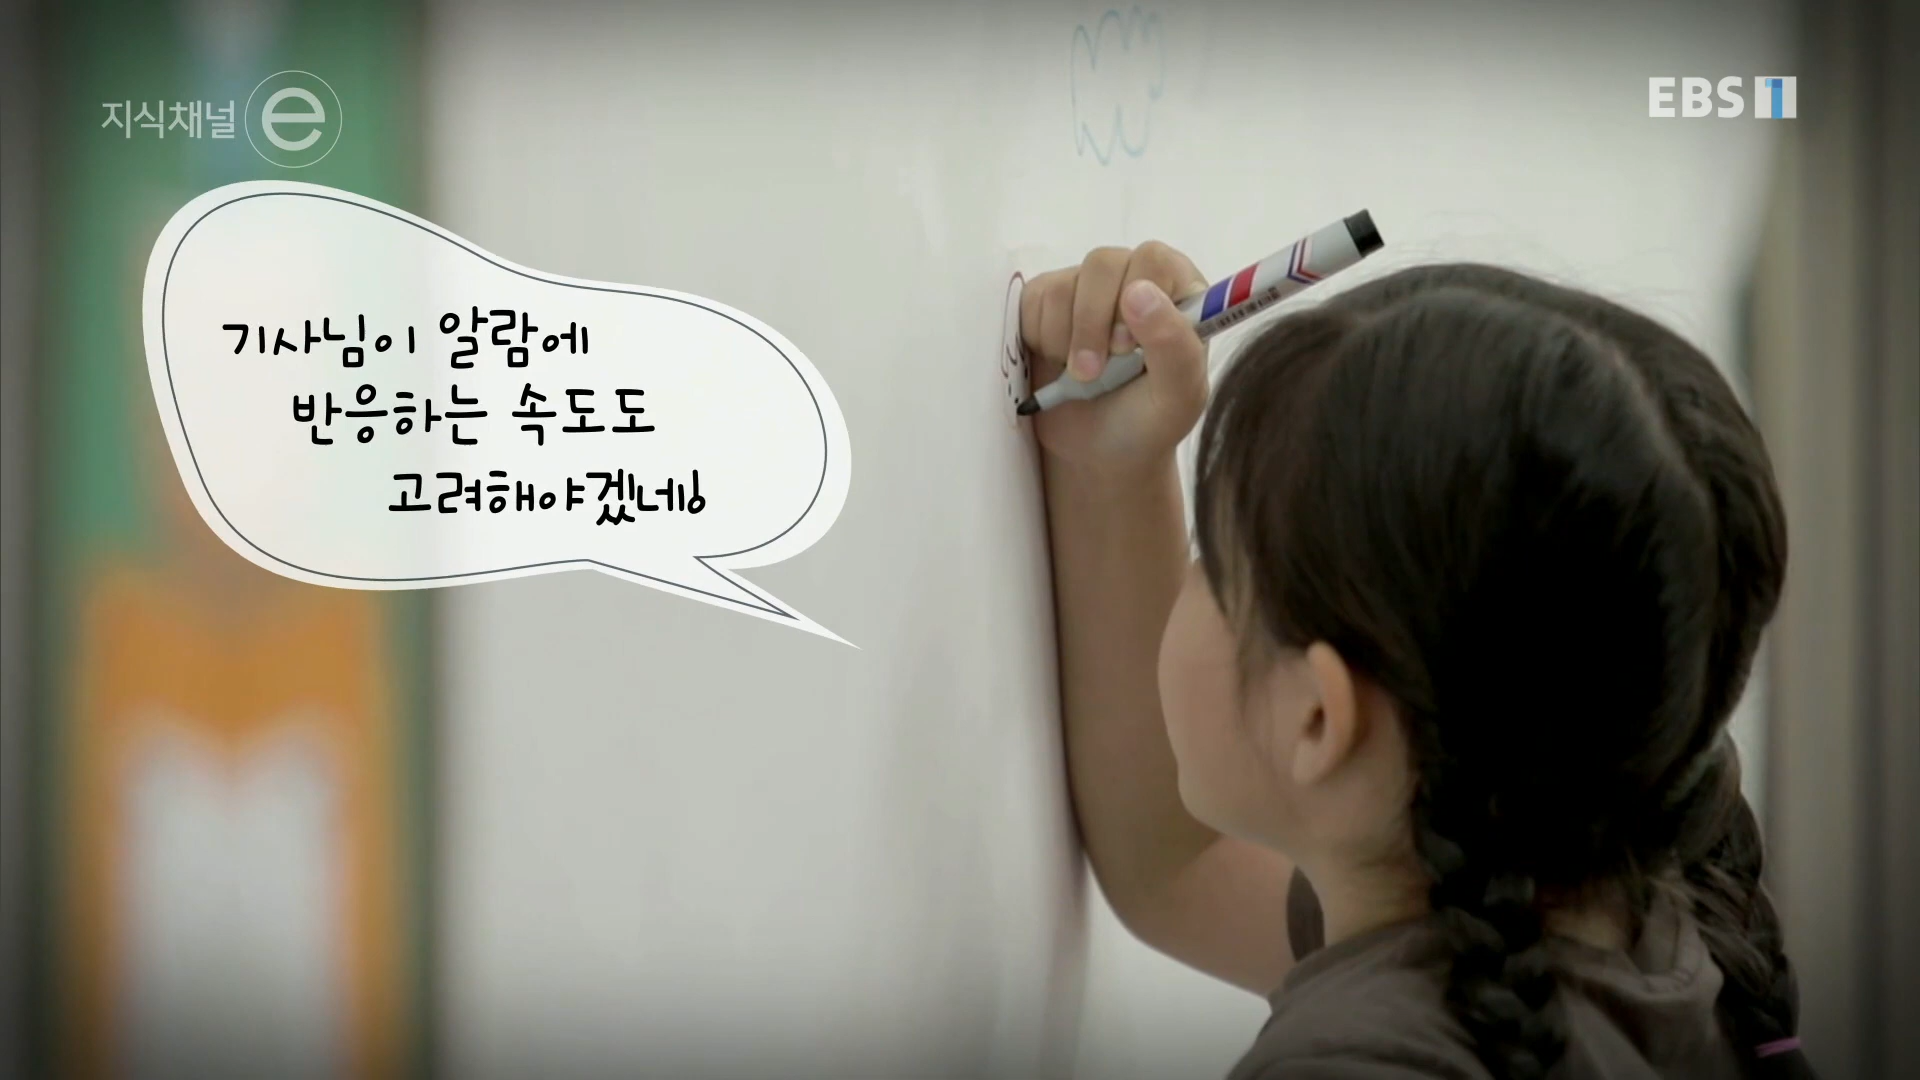 지식채널 e
EBS 1
기사님이 알람에
반응하는 속도도
고려해야겠네!